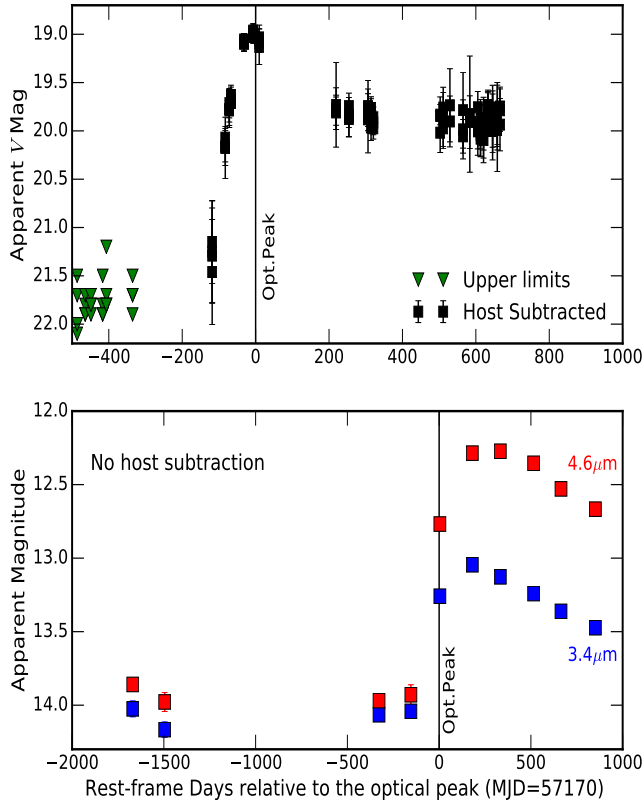 19.0
19.5
20.0
20.5
21.0
21.5
22.0
Apparent V Mag
Opt.Peak
Upper limits
Host Subtracted
−400 −200 0 200 400 600 800 1000
12.0
12.5
13.0
13.5
14.0
Apparent Magnitude
No host subtraction
4.6μm
3.4μm
Opt.Peak
−2000 −1500 −1000 −500 0 500 1000
Rest-frame Days relative to the optical peak (MJD=57170)